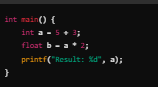 int main() {
int a = 5 + 3;
float b = a * 2;
printf("Result: %d", a);
}